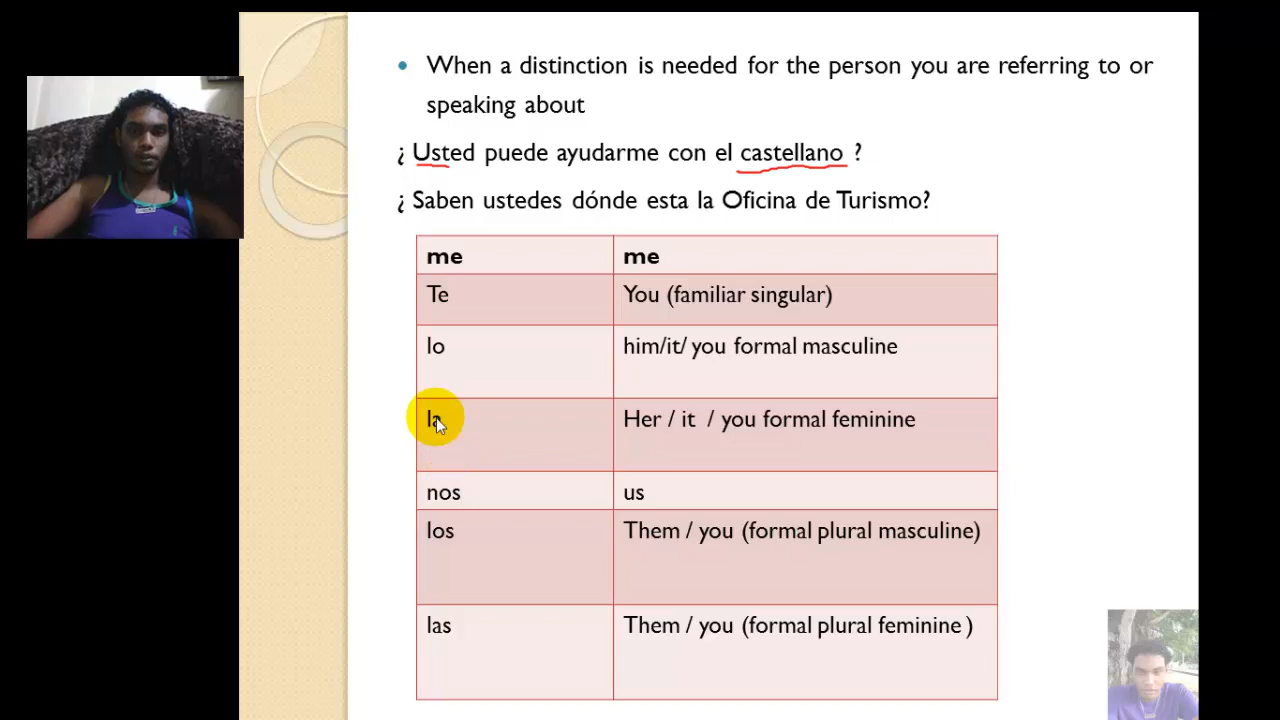 When a distinction is needed for the person you are referring to or
speaking about
¿ Usted puede ayudarme con el castellano ?
¿ Saben ustedes dónde esta la Oficina de Turismo?
me me
Te You (familiar singular)
lo him/it/ you formal masculine
la Her / it / you formal feminine
nos us
los Them / you (formal plural masculine)
las Them / you (formal plural feminine )